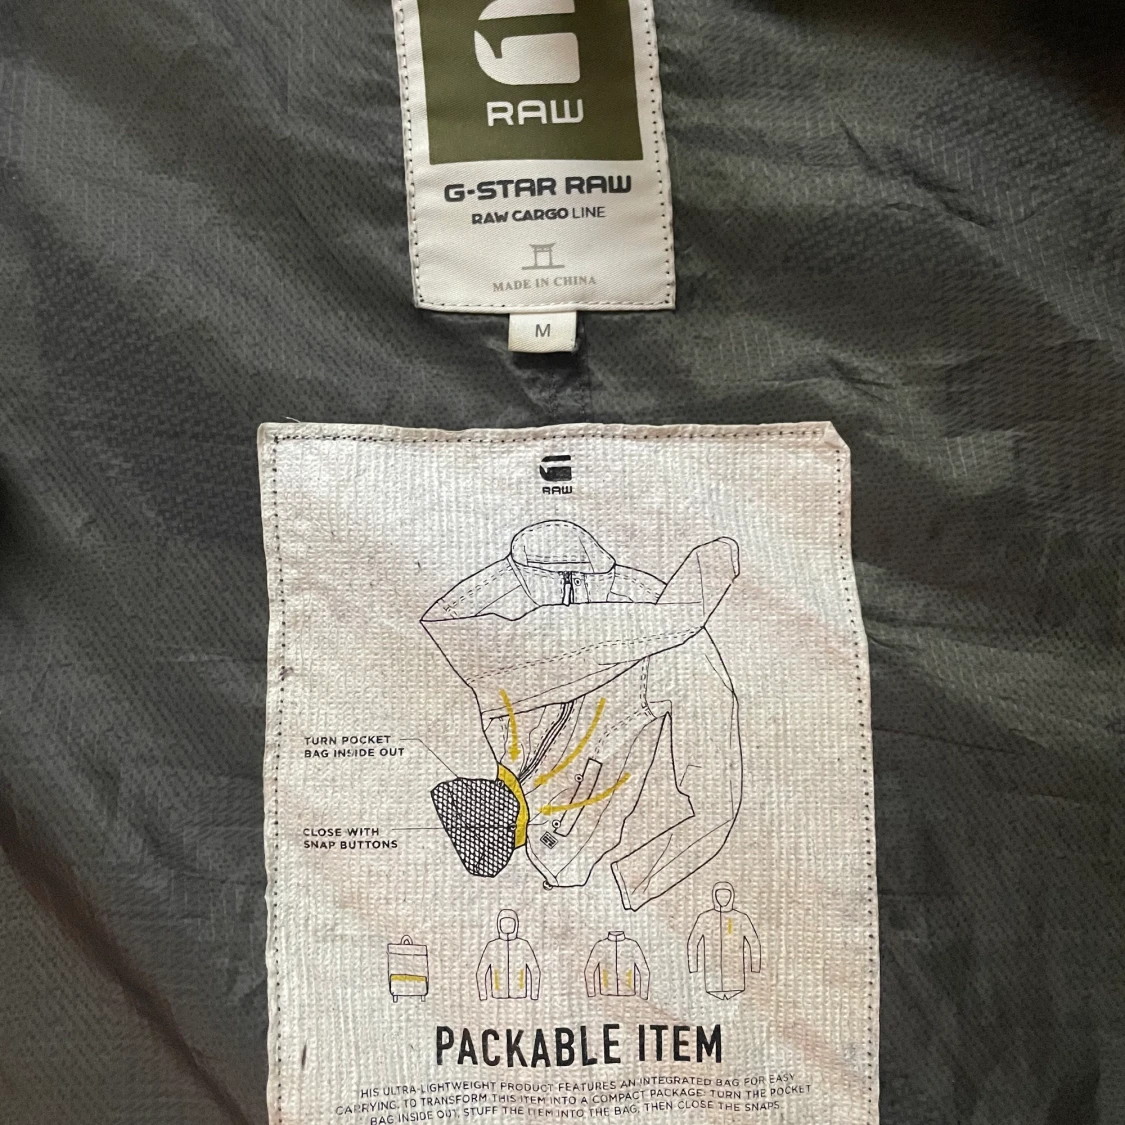 RAW
G-STAR RAW
RAW CARGO LINE
MADE IN CHINA
M
RAW
TURN POCKET
BAG INSIDE OUT
CLOSE WITH
SNAP BUTTONS
PACKABLE ITEM
HIS ULTRA-LIGHTWEIGHT PRODUCT FEATURES AN INTEGRATED BAG FOR EASY
CARRYING. TO TRANSFORM THIS ITEM INTO A COMPACT PACKAGE: TURN THE POCKET
BAG INSIDE OUT, STUFF THE ITEM INTO THE BAG, THEN CLOSE THE SNAPS.